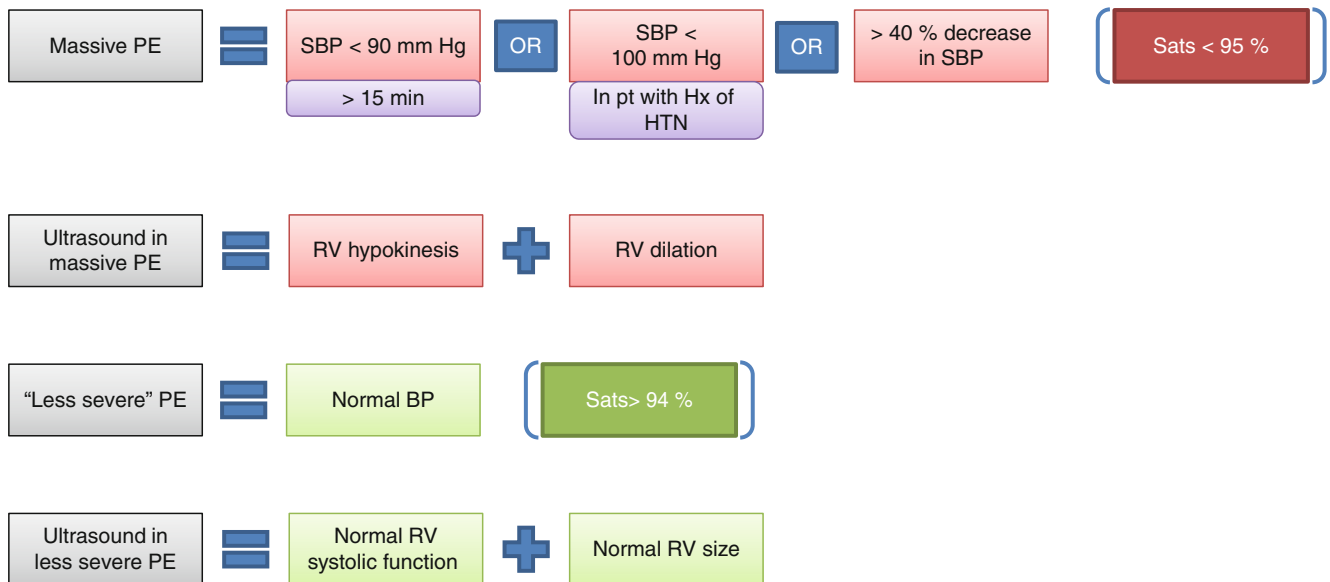 Massive PE
SBP < 90 mm Hg
> 15 min
OR
SBP <
100 mm Hg
In pt with Hx of
HTN
OR
> 40 % decrease
in SBP
Sats < 95 %
Ultrasound in
massive PE
RV hypokinesis
RV dilation
“Less severe” PE
Normal BP
Sats> 94 %
Ultrasound in
less severe PE
Normal RV
systolic function
Normal RV size